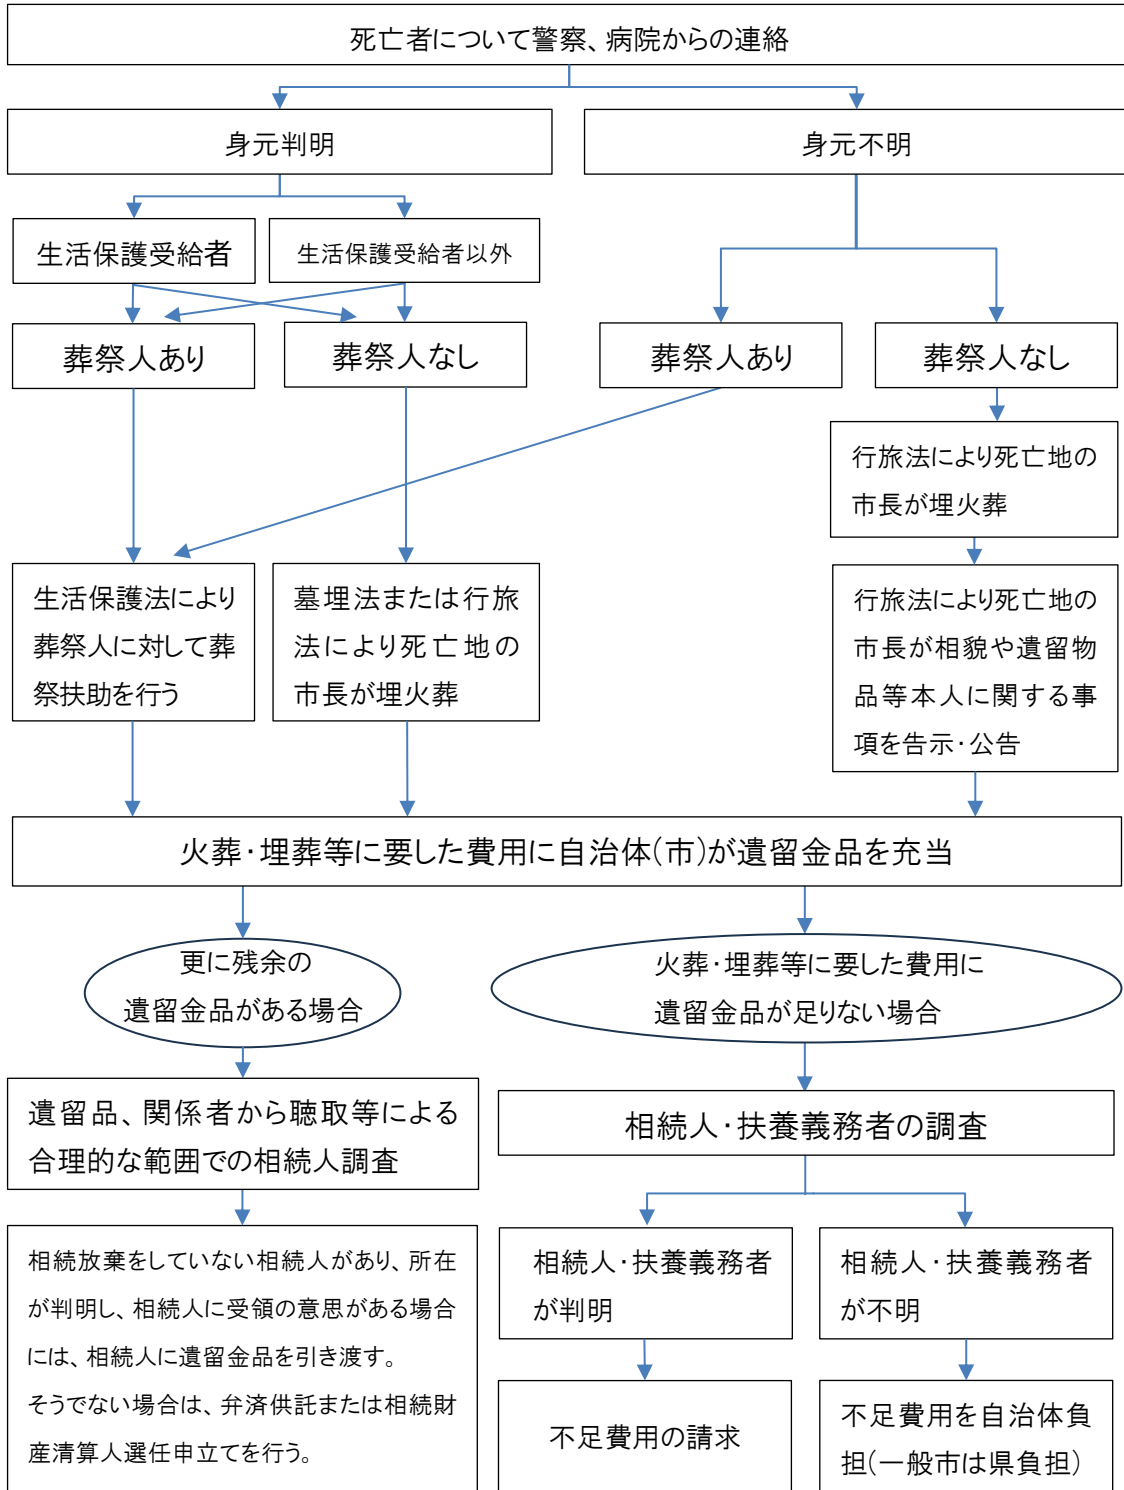 死亡者について警察、病院からの連絡
身元判明
身元不明
生活保護受給者
生活保護受給者以外
葬祭人あり
葬祭人なし
葬祭人あり
葬祭人なし
行旅法により死亡地の
市長が埋火葬
生活保護法により
葬祭人に対して葬
祭扶助を行う
墓埋法または行旅
法により死亡地の
市長が埋火葬
行旅法により死亡地の
市長が相貌や遺留物
品等本人に関する事
項を告示・公告
火葬・埋葬等に要した費用に自治体(市)が遺留金品を充当
更に残余の
遺留金品がある場合
火葬・埋葬等に要した費用に
遺留金品が足りない場合
遺留品、関係者から聴取等による
合理的な範囲での相続人調査
相続人・扶養義務者の調査
相続放棄をしていない相続人があり、所在
が判明し、相続人に受領の意思がある場合
には、相続人に遺留金品を引き渡す。
そうでない場合は、弁済供託または相続財
産清算人選任申立てを行う。
相続人・扶養義務者
が判明
相続人・扶養義務者
が不明
不足費用の請求
不足費用を自治体負
担(一般市は県負担)